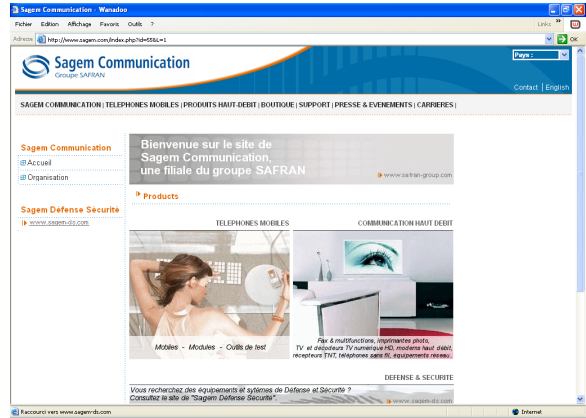 Sagem Communication - Wanadoo
Fichier Edition Affichage Favoris Outils ?
Links »
Adresse http://www.sagem.com/index.php?id=55&L=1
OK
Sagem Communication
Groupe SAFRAN
Pays :
Contact | English
SAGEM COMMUNICATION | TELEPHONES MOBILES | PRODUITS HAUT-DEBIT | BOUTIQUE | SUPPORT | PRESSE & EVENEMENTS | CARRIERES |
Sagem Communication
Accueil
Organisation
Sagem Défense Sécurité
www.sagem-ds.com
Bienvenue sur le site de
Sagem Communication,
une filiale du groupe SAFRAN
www.safran-group.com
Products
TELEPHONES MOBILES
Mobiles - Modules - Outils de test
COMMUNICATION HAUT DEBIT
Fax & multifunctions, imprimantes photo,
TV et décodeurs TV numérique HD, modems haut débit,
récepteurs TNT, téléphones sans fil, équipements réseau...
DEFENSE & SECURITE
Vous recherchez des équipements et sytèmes de Défense et Sécurité ?
Consultez le site de "Sagem Défense Sécurité".
www.sagem-ds.com
Raccourci vers www.sagem-ds.com
Internet